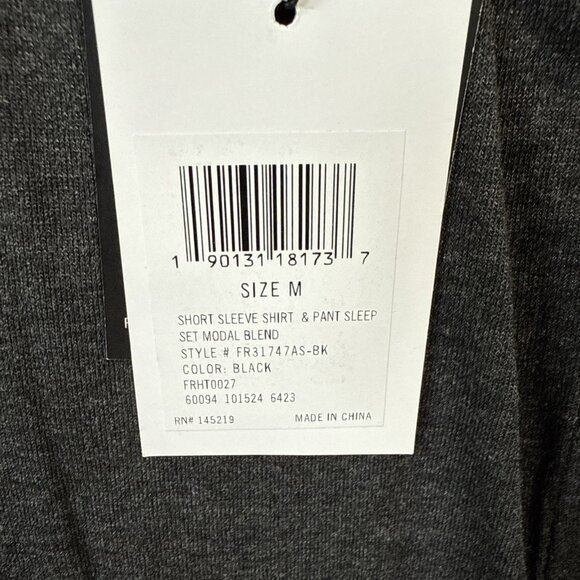 1 90131 18173 7
SIZE M
SHORT SLEEVE SHIRT & PANT SLEEP
SET MODAL BLEND
STYLE # FR31747AS-BK
COLOR: BLACK
FRHT0027
60094 101524 6423
RN# 145219 MADE IN CHINA